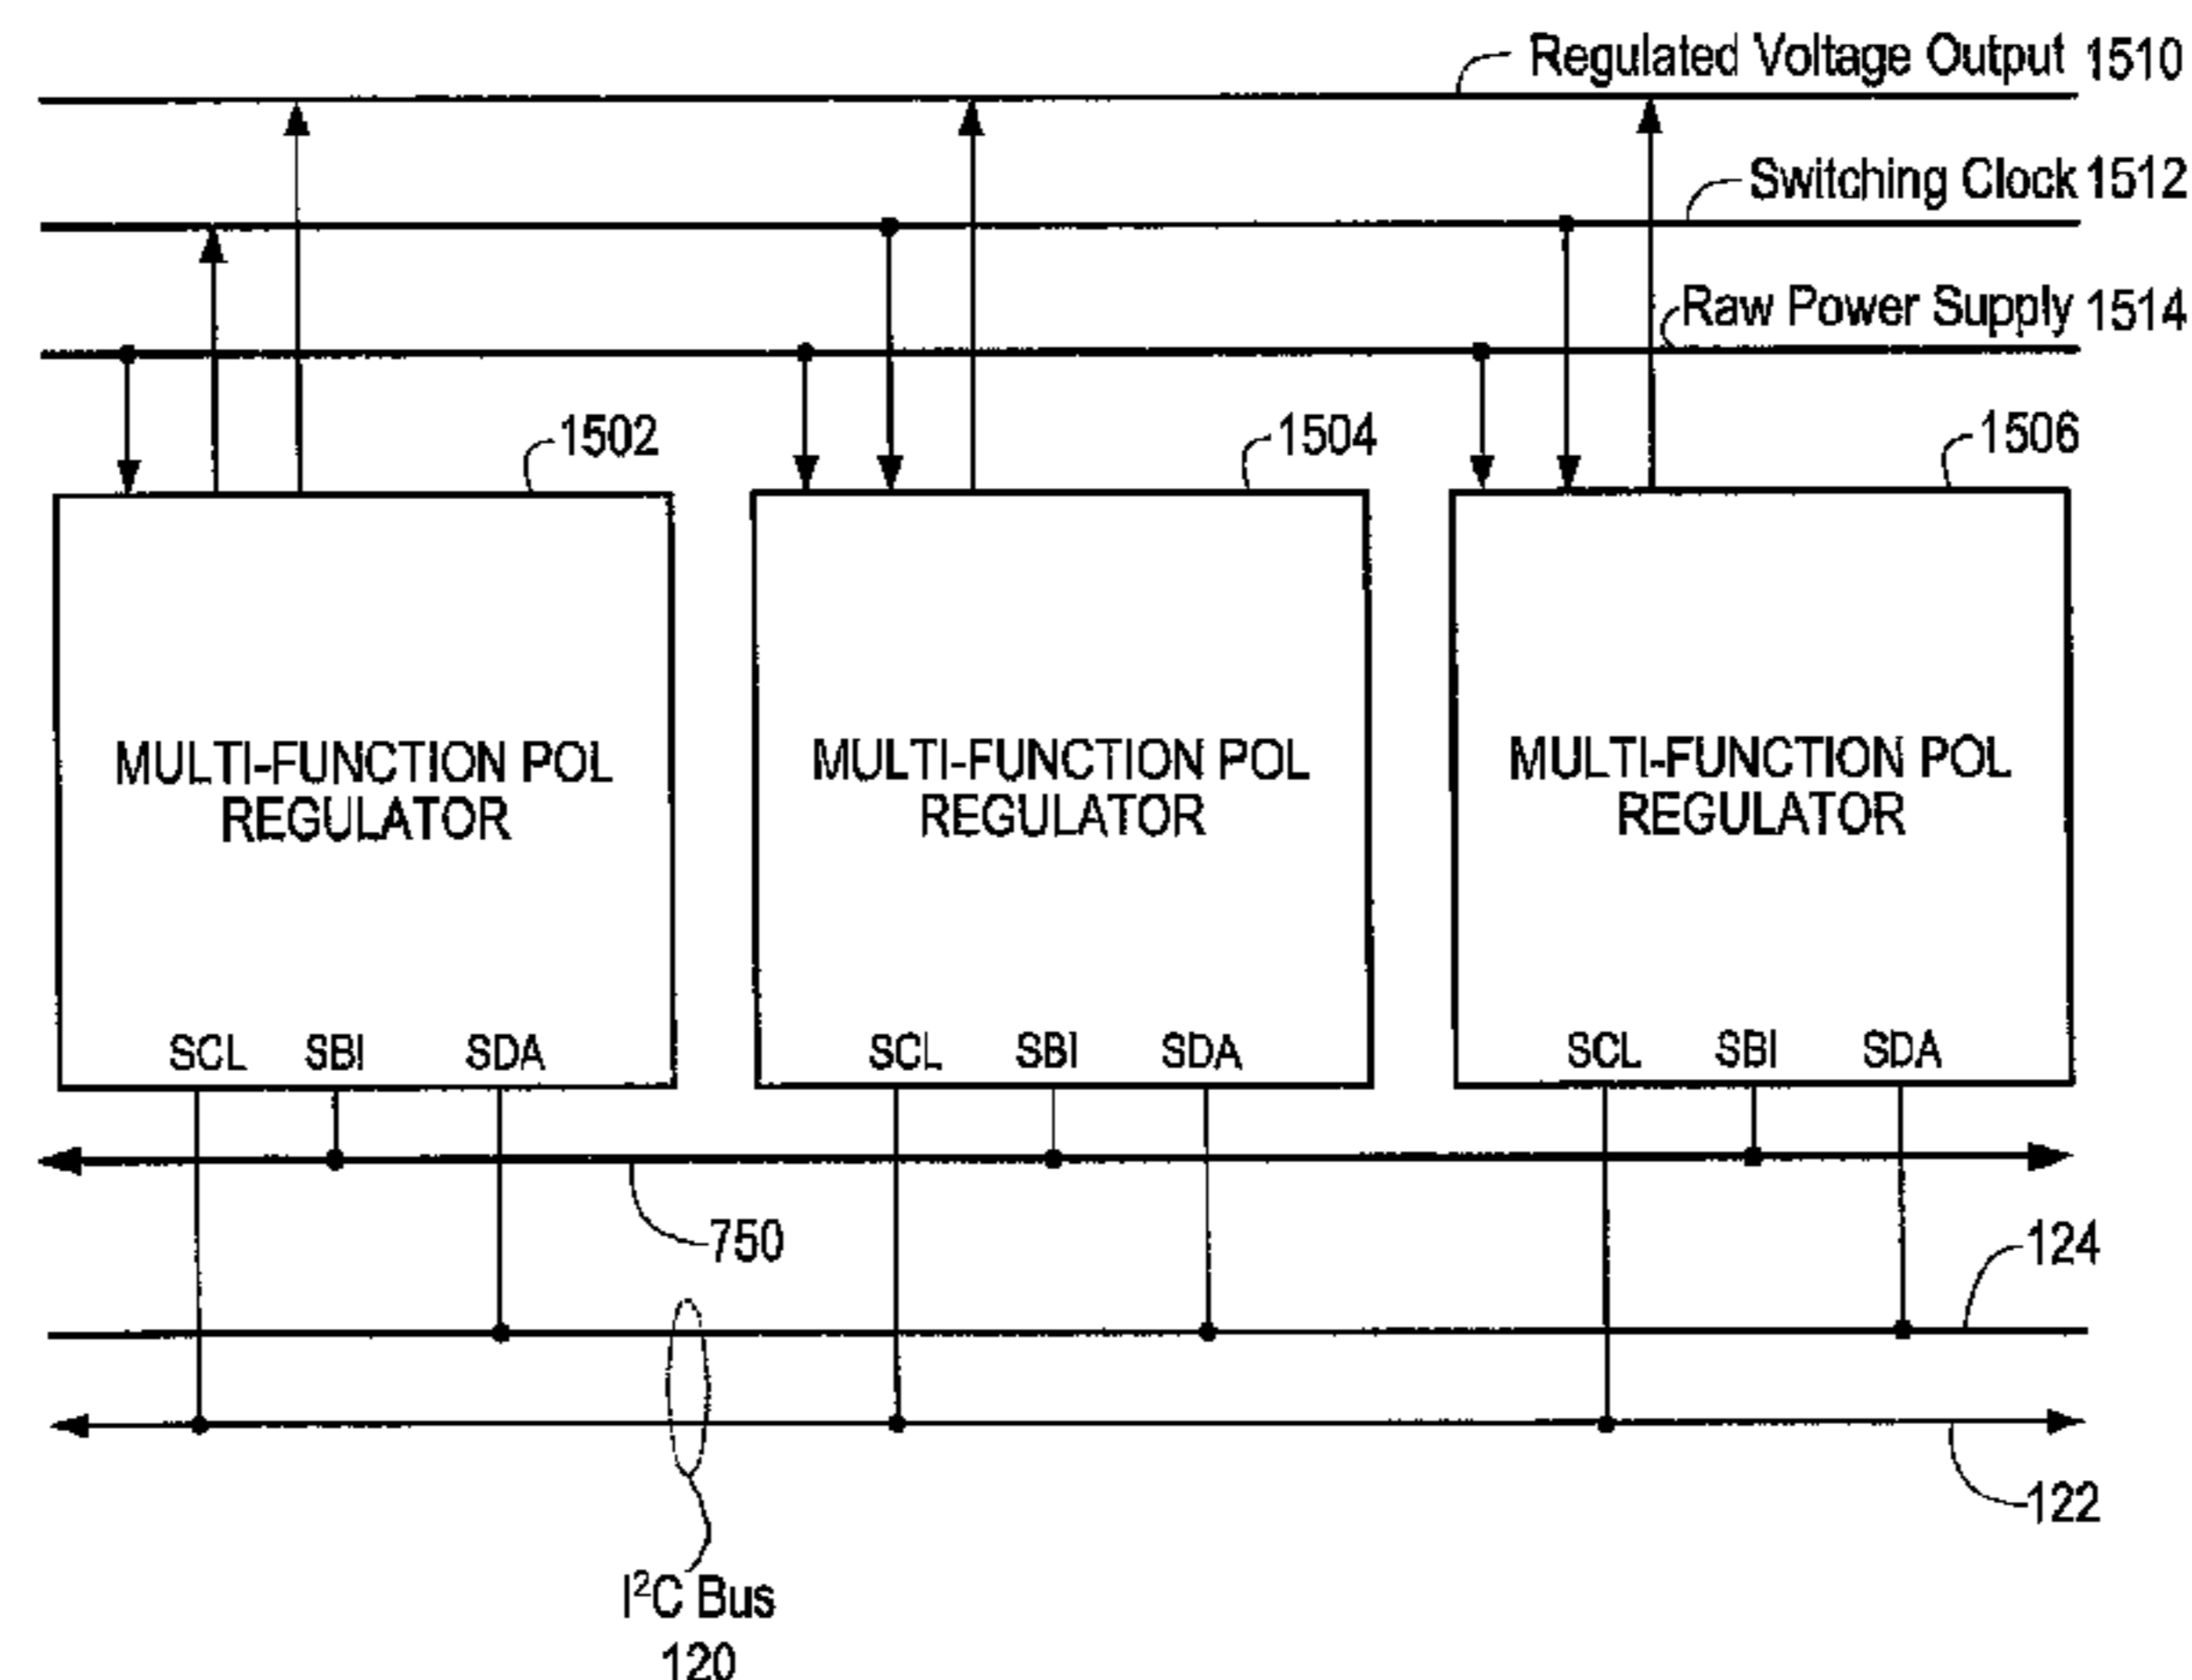 Regulated Voltage Output 1510
Switching Clock 1512
Raw Power Supply 1514
1502
1504
1506
MULTI-FUNCTION POL
REGULATOR
MULTI-FUNCTION POL
REGULATOR
MULTI-FUNCTION POL
REGULATOR
SCL SBI SDA
SCL SBI SDA
SCL SBI SDA
750
124
122
I²C Bus
120